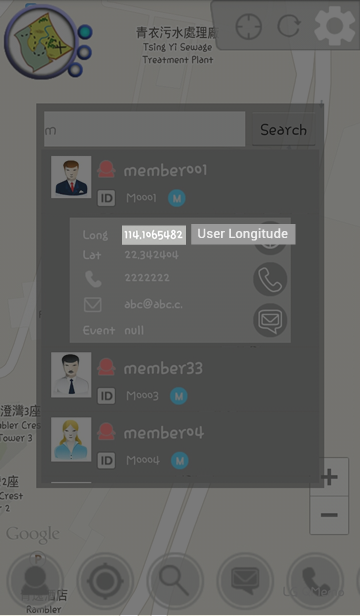 青衣污水處理廠
Tsing Yi Sewage
Treatment Plant
m
Search
member001
ID M0001 M
Long 114.1065482 User Longitude
Lat 22.342404
2222222
abc@abc.c.
Event null
member33
ID M0003 M
澄灣3座
Tower 3
member04
ID M0004 M
2座
Crest
r 2
+
−
Google
P
酒店
Rambler